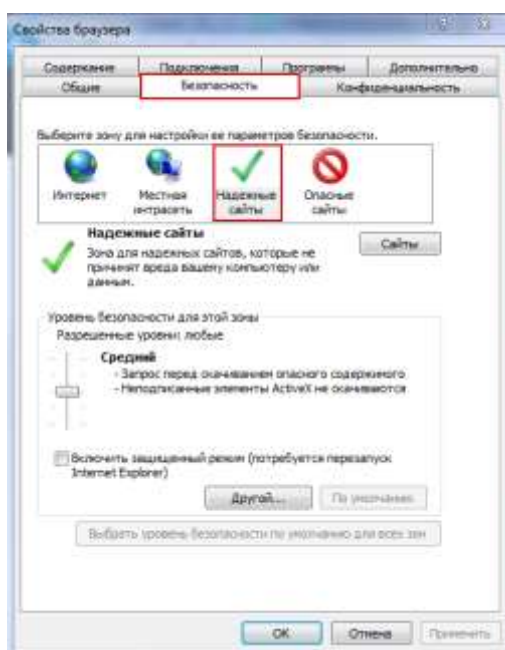 Свойства браузера
Содержание Подключения Программы Дополнительно
Общие Безопасность Конфиденциальность
Выберите зону для настройки ее параметров безопасности.
Интернет Местная интрасеть Надежные сайты Опасные сайты
Надежные сайты
Сайты
Зона для надежных сайтов, которые не
причинят вреда вашему компьютеру или
данным.
Уровень безопасности для этой зоны
Разрешенные уровни: любые
Средний
- Запрос перед скачиванием опасного содержимого
- Неподписанные элементы ActiveX не скачиваются
Включить защищенный режим (потребуется перезапуск
Internet Explorer)
Другой... По умолчанию
Выбрать уровень безопасности по умолчанию для всех зон
OK Отмена Применить